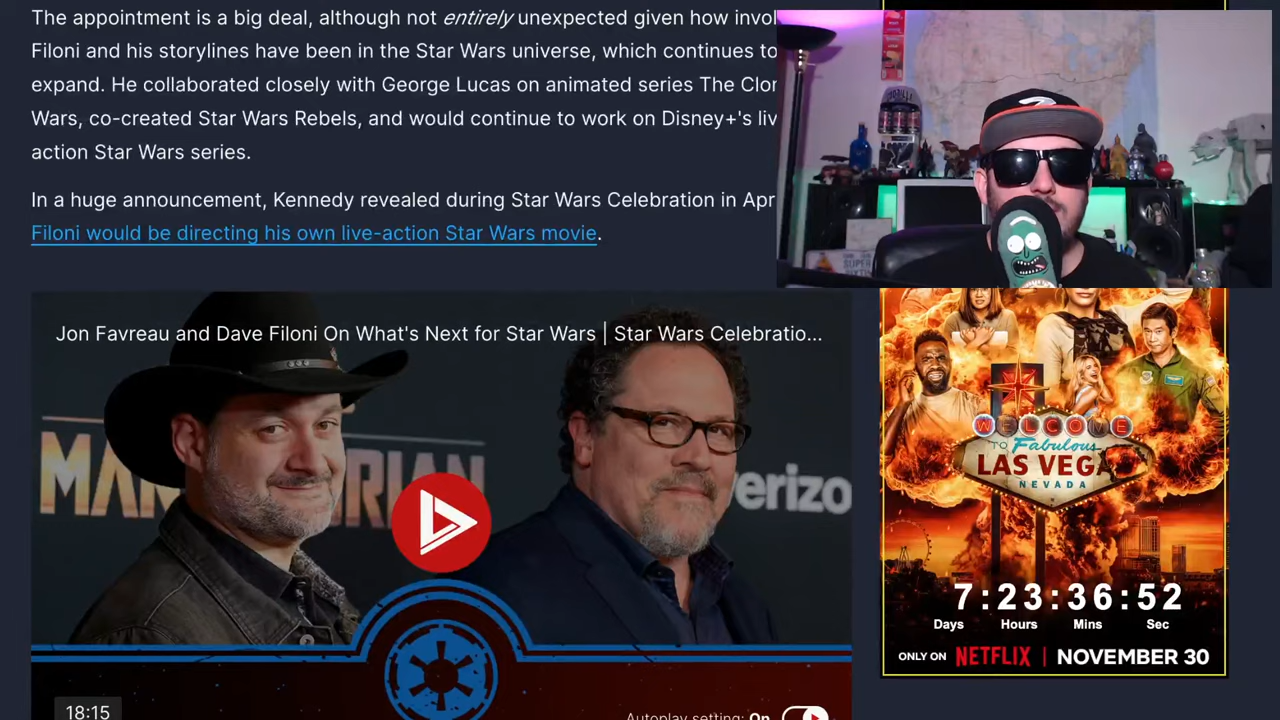 The appointment is a big deal, although not entirely unexpected given how
Filoni and his storylines have been in the Star Wars universe, which continues to
expand. He collaborated closely with George Lucas on animated series The
Wars, co-created Star Wars Rebels, and would continue to work on Disney+'s
action Star Wars series.
In a huge announcement, Kennedy revealed during Star Wars Celebration in
Filoni would be directing his own live-action Star Wars movie.
Jon Favreau and Dave Filoni On What's Next for Star Wars | Star Wars Celebratio...
verizo
18:15
Autoplay setting: On
WELCOME
TO Fabulous
LAS VEGA
NEVADA
7:23:36:52
Days Hours Mins Sec
ONLY ON NETFLIX | NOVEMBER 30